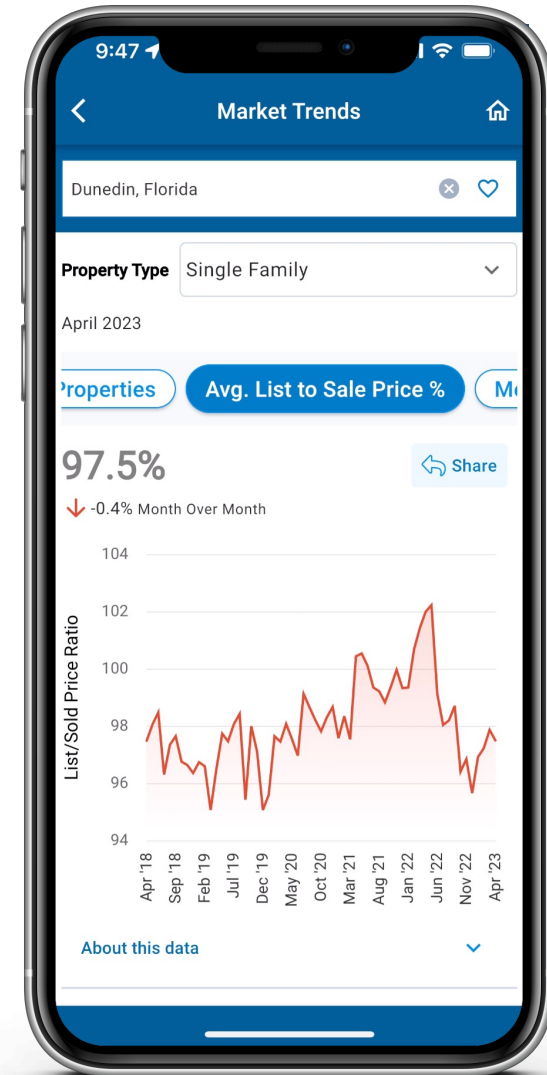 9:47
Market Trends
Dunedin, Florida
Property Type Single Family
April 2023
Properties Avg. List to Sale Price %
97.5%
Share
-0.4% Month Over Month
List/Sold Price Ratio
104
102
100
98
96
94
Apr '18 Sep '18 Feb '19 Jul '19 Dec '19 May '20 Oct '20 Mar '21 Aug '21 Jan '22 Jun '22 Nov '22 Apr '23
About this data